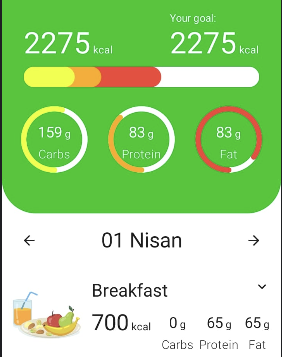 Your goal:
2275 kcal 2275 kcal
159 g 83 g 83 g
Carbs Protein Fat
01 Nisan
Breakfast
700 kcal 0 g 65 g 65 g
Carbs Protein Fat